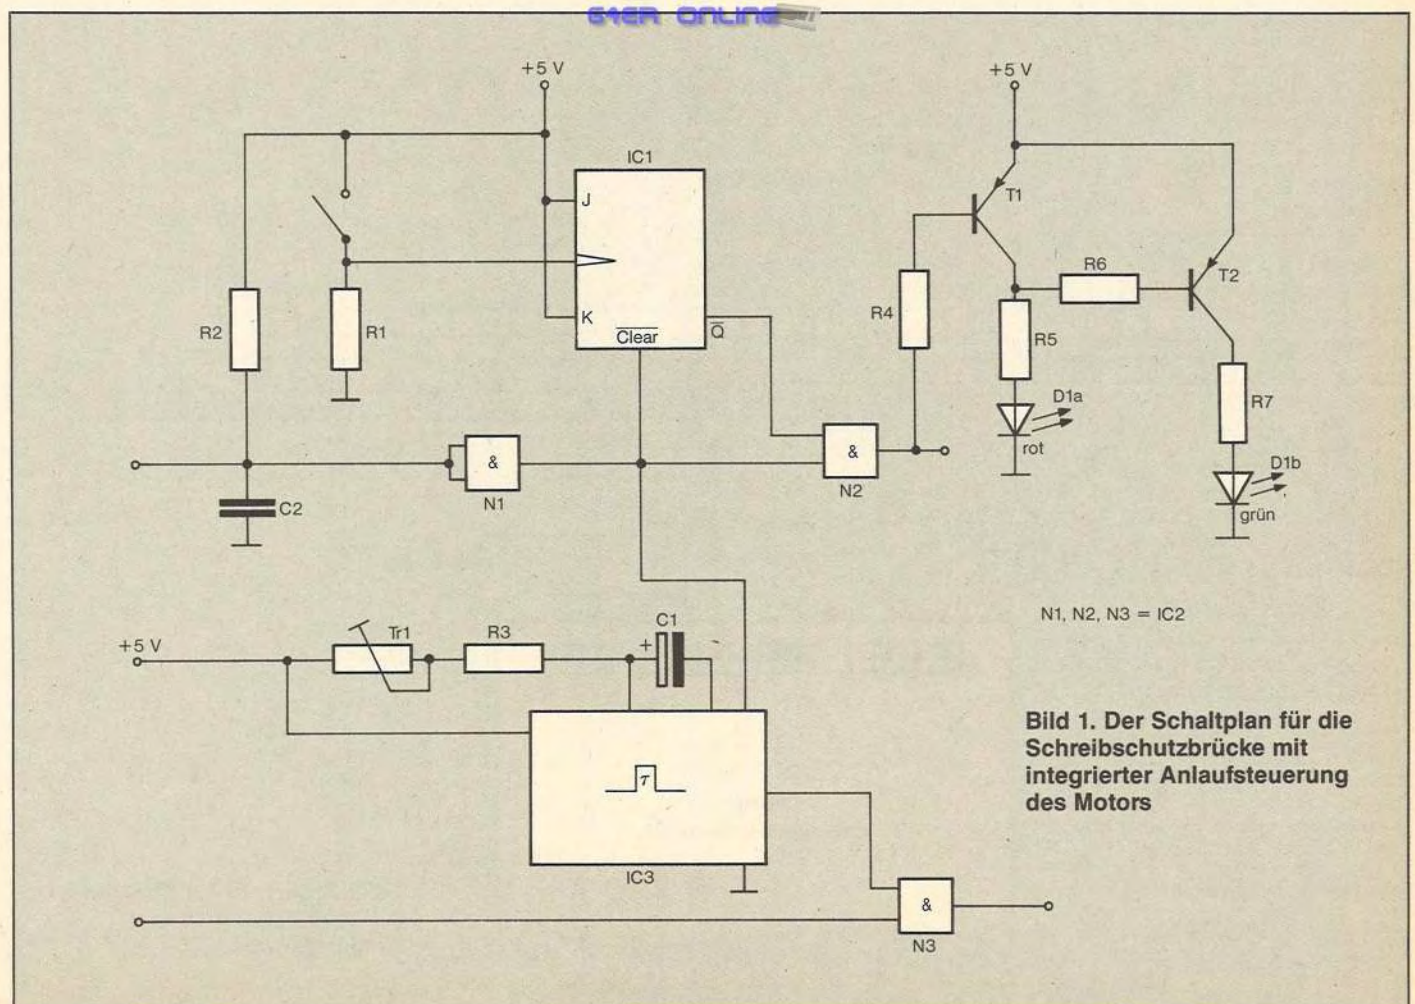 64ER ONLINE
+5 V
+5 V
IC1
J
T1
R6
T2
R2
R1
K
Clear
Q
R4
R5
R7
D1a
rot
&
N1
&
N2
D1b
grün
C2
N1, N2, N3 = IC2
+5 V
Tr1
R3
C1
+
Bild 1. Der Schaltplan für die
Schreibschutzbrücke mit
integrierter Anlaufsteuerung
des Motors
τ
IC3
&
N3